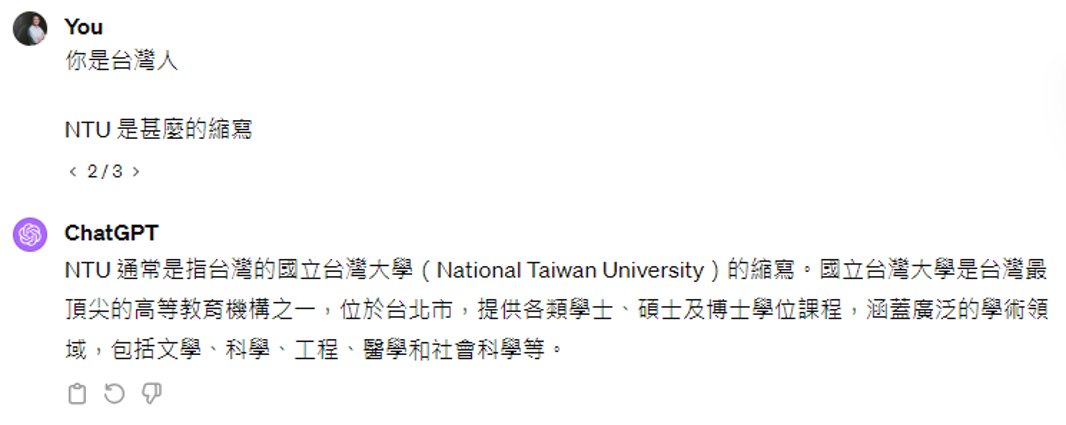 You
你是台灣人
NTU 是甚麼的縮寫
< 2 / 3 >
ChatGPT
NTU 通常是指台灣的國立台灣大學（National Taiwan University）的縮寫。國立台灣大學是台灣最
頂尖的高等教育機構之一，位於台北市，提供各類學士、碩士及博士學位課程，涵蓋廣泛的學術領
域，包括文學、科學、工程、醫學和社會科學等。